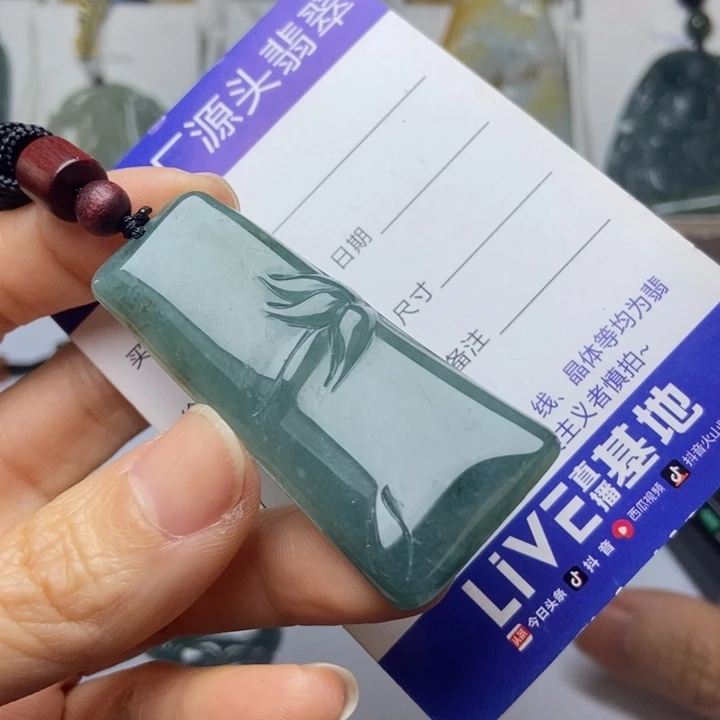 厂源头翡翠
买
日期
尺寸
备注
线、晶体等均为翡
主义者慎拍~
LiVE直播基地
今日头条 抖音 西瓜视频 抖音火山